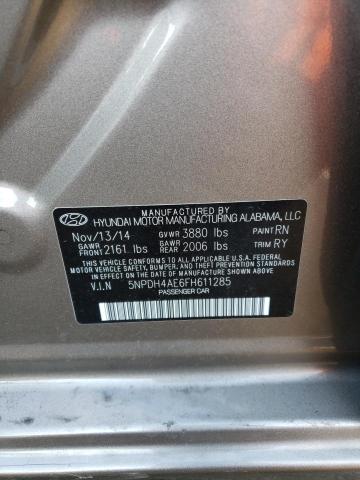 MANUFACTURED BY
HYUNDAI MOTOR MANUFACTURING ALABAMA, LLC
Nov/13/14 GVWR 3880 lbs PAINT RN
GAWR FRONT 2161 lbs GAWR REAR 2006 lbs TRIM RY
THIS VEHICLE CONFORMS TO ALL APPLICABLE U.S.A. FEDERAL
MOTOR VEHICLE SAFETY, BUMPER, AND THEFT PREVENTION STANDARDS
IN EFFECT ON THE DATE OF MANUFACTURE SHOWN ABOVE.
V.I.N 5NPDH4AE6FH611285
PASSENGER CAR